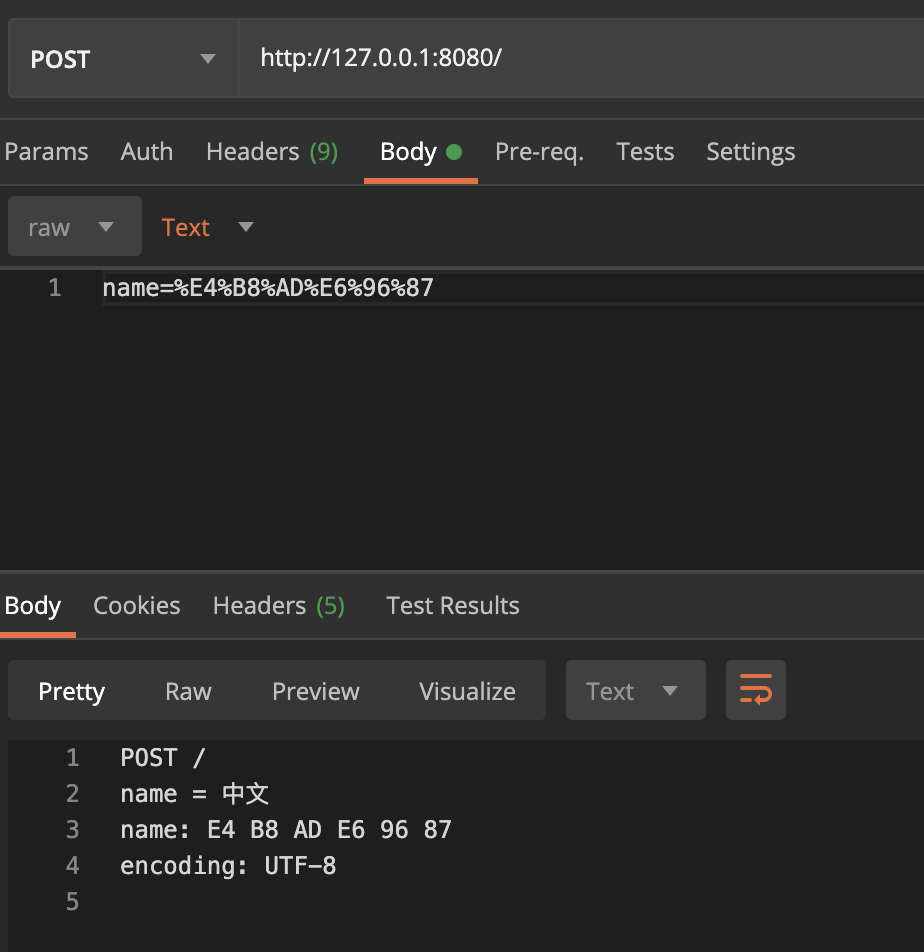 POST http://127.0.0.1:8080/
Params Auth Headers (9) Body Pre-req. Tests Settings
raw Text
1 name=%E4%B8%AD%E6%96%87
Body Cookies Headers (5) Test Results
Pretty Raw Preview Visualize Text
1 POST /
2 name = 中文
3 name: E4 B8 AD E6 96 87
4 encoding: UTF-8
5